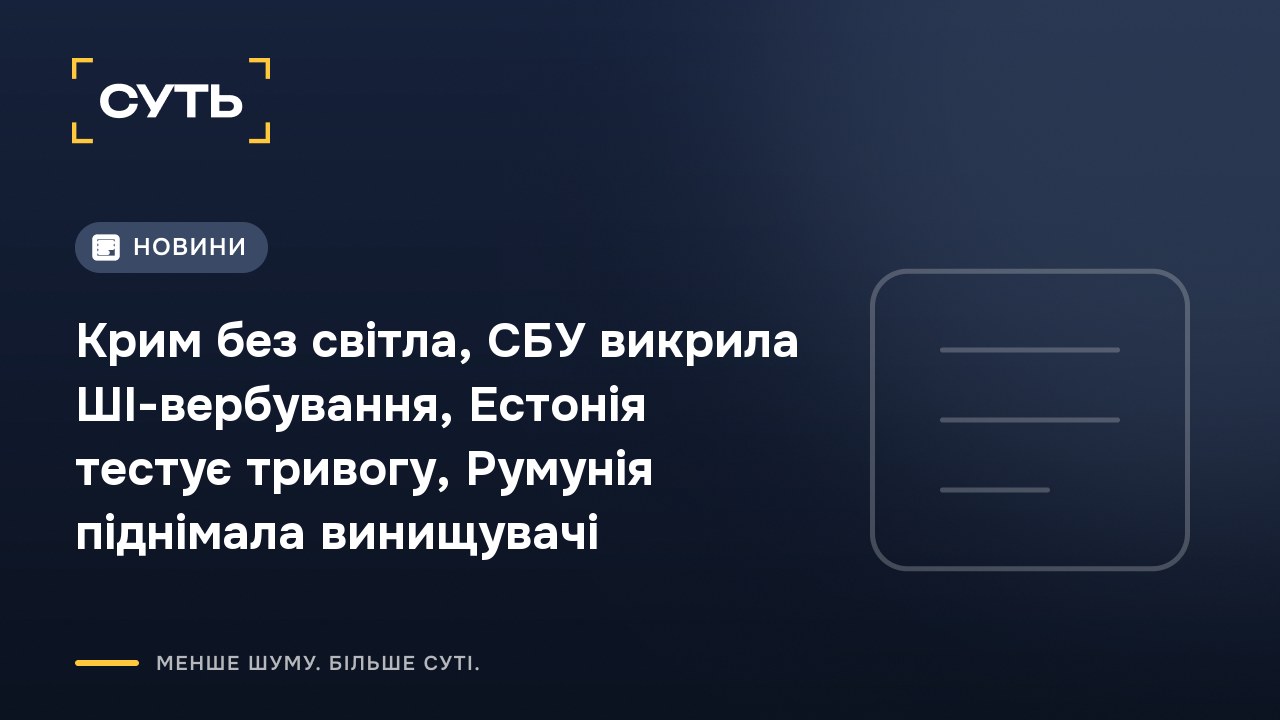 СУТЬ
НОВИНИ
Крим без світла, СБУ викрила
ШІ-вербування, Естонія
тестує тривогу, Румунія
піднімала винищувачі
МЕНШЕ ШУМУ. БІЛЬШЕ СУТІ.